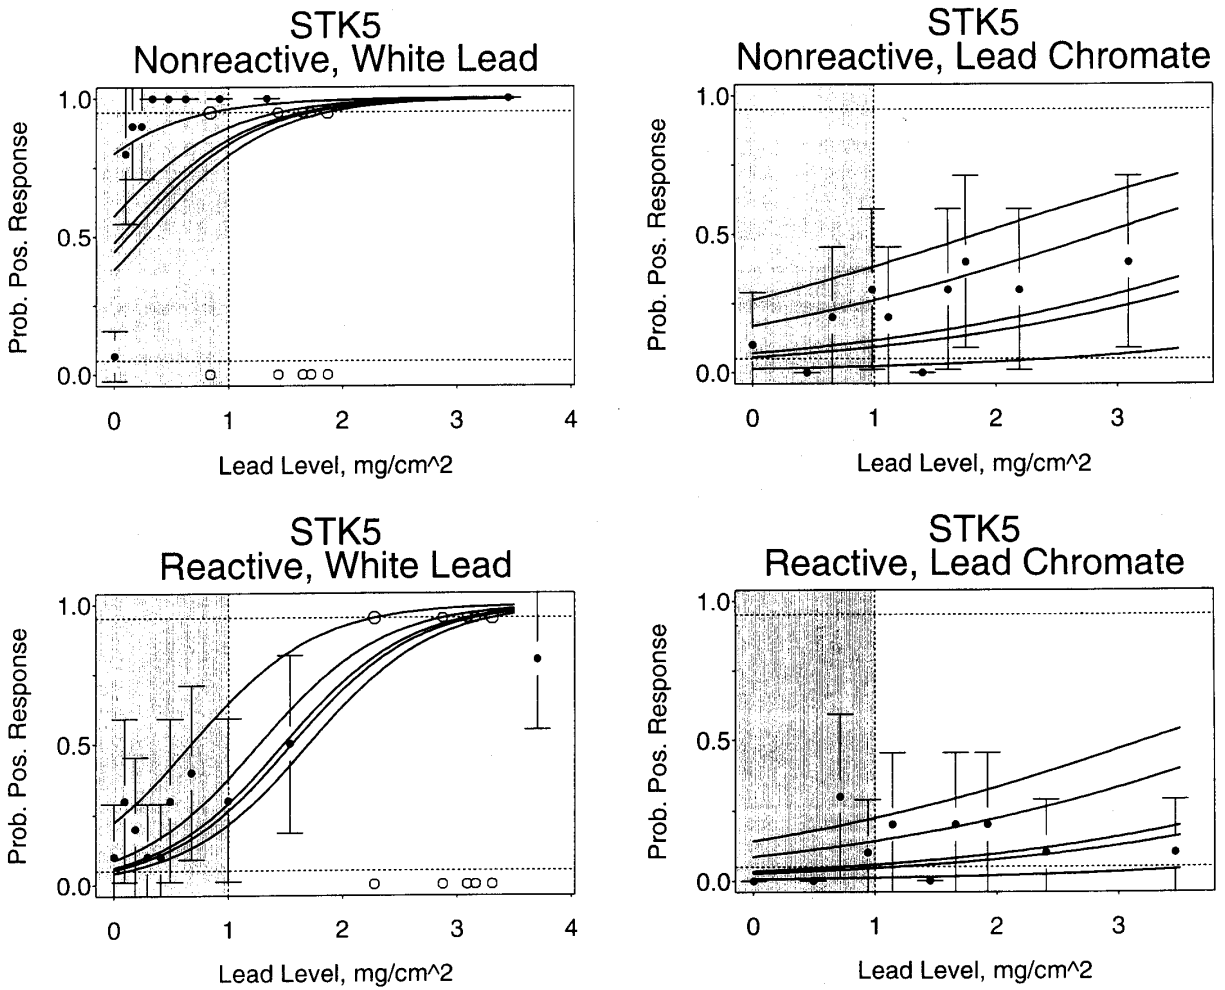 STK5
Nonreactive, White Lead
Prob. Pos. Response
1.0
0.5
0.0
0 1 2 3 4
Lead Level, mg/cm^2
STK5
Nonreactive, Lead Chromate
Prob. Pos. Response
1.0
0.5
0.0
0 1 2 3
Lead Level, mg/cm^2
STK5
Reactive, White Lead
Prob. Pos. Response
1.0
0.5
0.0
0 1 2 3 4
Lead Level, mg/cm^2
STK5
Reactive, Lead Chromate
Prob. Pos. Response
1.0
0.5
0.0
0 1 2 3
Lead Level, mg/cm^2